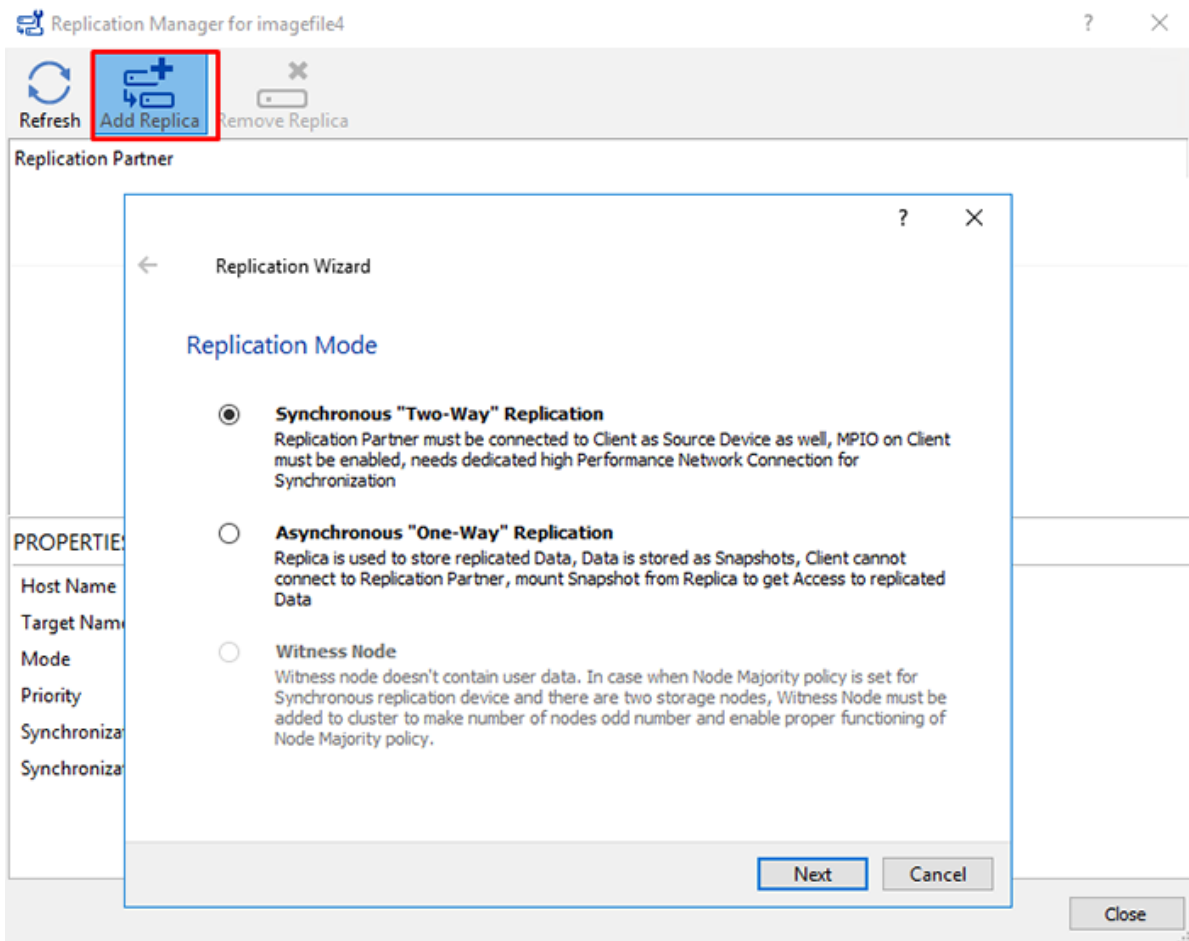 Replication Manager for imagefile4
?
Refresh
Add Replica
Remove Replica
Replication Partner
?
Replication Wizard
Replication Mode
Synchronous "Two-Way" Replication
Replication Partner must be connected to Client as Source Device as well, MPIO on Client
must be enabled, needs dedicated high Performance Network Connection for
Synchronization
Asynchronous "One-Way" Replication
Replica is used to store replicated Data, Data is stored as Snapshots, Client cannot
connect to Replication Partner, mount Snapshot from Replica to get Access to replicated
Data
Witness Node
Witness node doesn't contain user data. In case when Node Majority policy is set for
Synchronous replication device and there are two storage nodes, Witness Node must be
added to cluster to make number of nodes odd number and enable proper functioning of
Node Majority policy.
PROPERTIES
Host Name
Target Name
Mode
Priority
Synchroniza
Synchroniza
Next
Cancel
Close